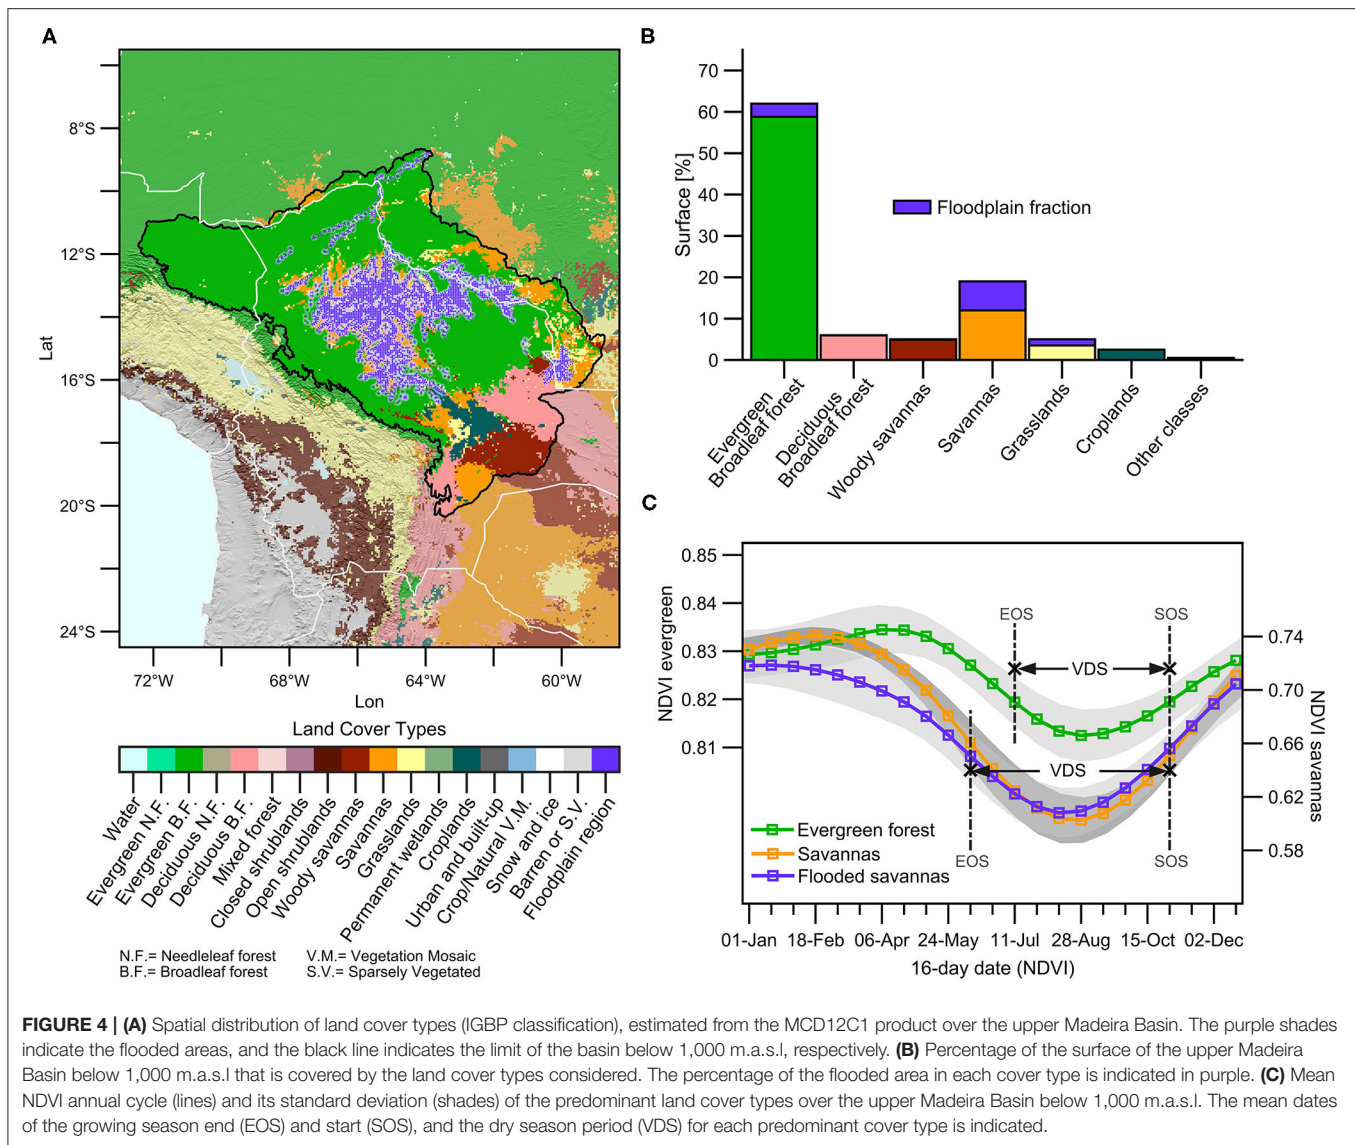 A
8°S
12°S
16°S
20°S
24°S
Lat
72°W
68°W
64°W
60°W
Lon
Land Cover Types
Water
Evergreen N.F.
Evergreen B.F.
Deciduous N.F.
Deciduous B.F.
Mixed forest
Closed shrublands
Open shrublands
Woody savannas
Savannas
Grasslands
Permanent wetlands
Croplands
Urban and built-up
Crop/Natural V.M.
Snow and ice
Barren or S.V.
Floodplain region
N.F.= Needleleaf forest
V.M.= Vegetation Mosaic
B.F.= Broadleaf forest
S.V.= Sparsely Vegetated
B
70
60
50
40
30
20
10
0
Surface [%]
Floodplain fraction
Evergreen
Broadleaf forest
Deciduous
Broadleaf forest
Woody savannas
Savannas
Grasslands
Croplands
Other classes
C
0.85
0.84
0.83
0.82
0.81
NDVI evergreen
EOS
SOS
VDS
VDS
EOS
SOS
0.74
0.70
0.66
0.62
0.58
NDVI savannas
Evergreen forest
Savannas
Flooded savannas
01-Jan
18-Feb
06-Apr
24-May
11-Jul
28-Aug
15-Oct
02-Dec
16-day date (NDVI)
FIGURE 4 | (A) Spatial distribution of land cover types (IGBP classification), estimated from the MCD12C1 product over the upper Madeira Basin. The purple shades
indicate the flooded areas, and the black line indicates the limit of the basin below 1,000 m.a.s.l, respectively. (B) Percentage of the surface of the upper Madeira
Basin below 1,000 m.a.s.l that is covered by the land cover types considered. The percentage of the flooded area in each cover type is indicated in purple. (C) Mean
NDVI annual cycle (lines) and its standard deviation (shades) of the predominant land cover types over the upper Madeira Basin below 1,000 m.a.s.l. The mean dates
of the growing season end (EOS) and start (SOS), and the dry season period (VDS) for each predominant cover type is indicated.